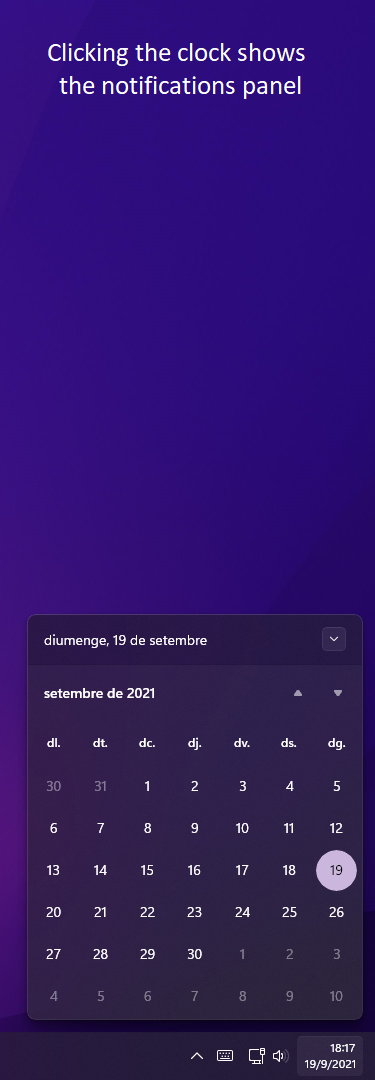 Clicking the clock shows
the notifications panel
diumenge, 19 de setembre
setembre de 2021
dl. dt. dc. dj. dv. ds. dg.
30 31 1 2 3 4 5
6 7 8 9 10 11 12
13 14 15 16 17 18 19
20 21 22 23 24 25 26
27 28 29 30 1 2 3
4 5 6 7 8 9 10
18:17
19/9/2021